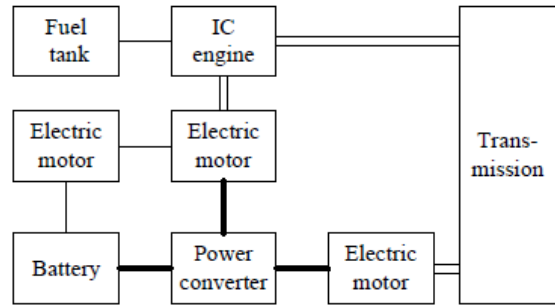 Fuel
tank
IC
engine
Electric
motor
Electric
motor
Trans-
mission
Battery
Power
converter
Electric
motor